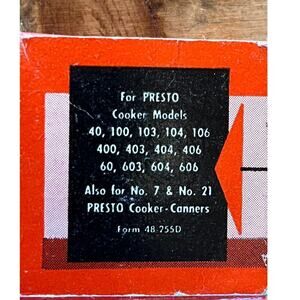 For PRESTO
Cooker Models
40, 100, 103, 104, 106
400, 403, 404, 406
60, 603, 604, 606
Also for No. 7 & No. 21
PRESTO Cooker-Canners
Form 48-755D